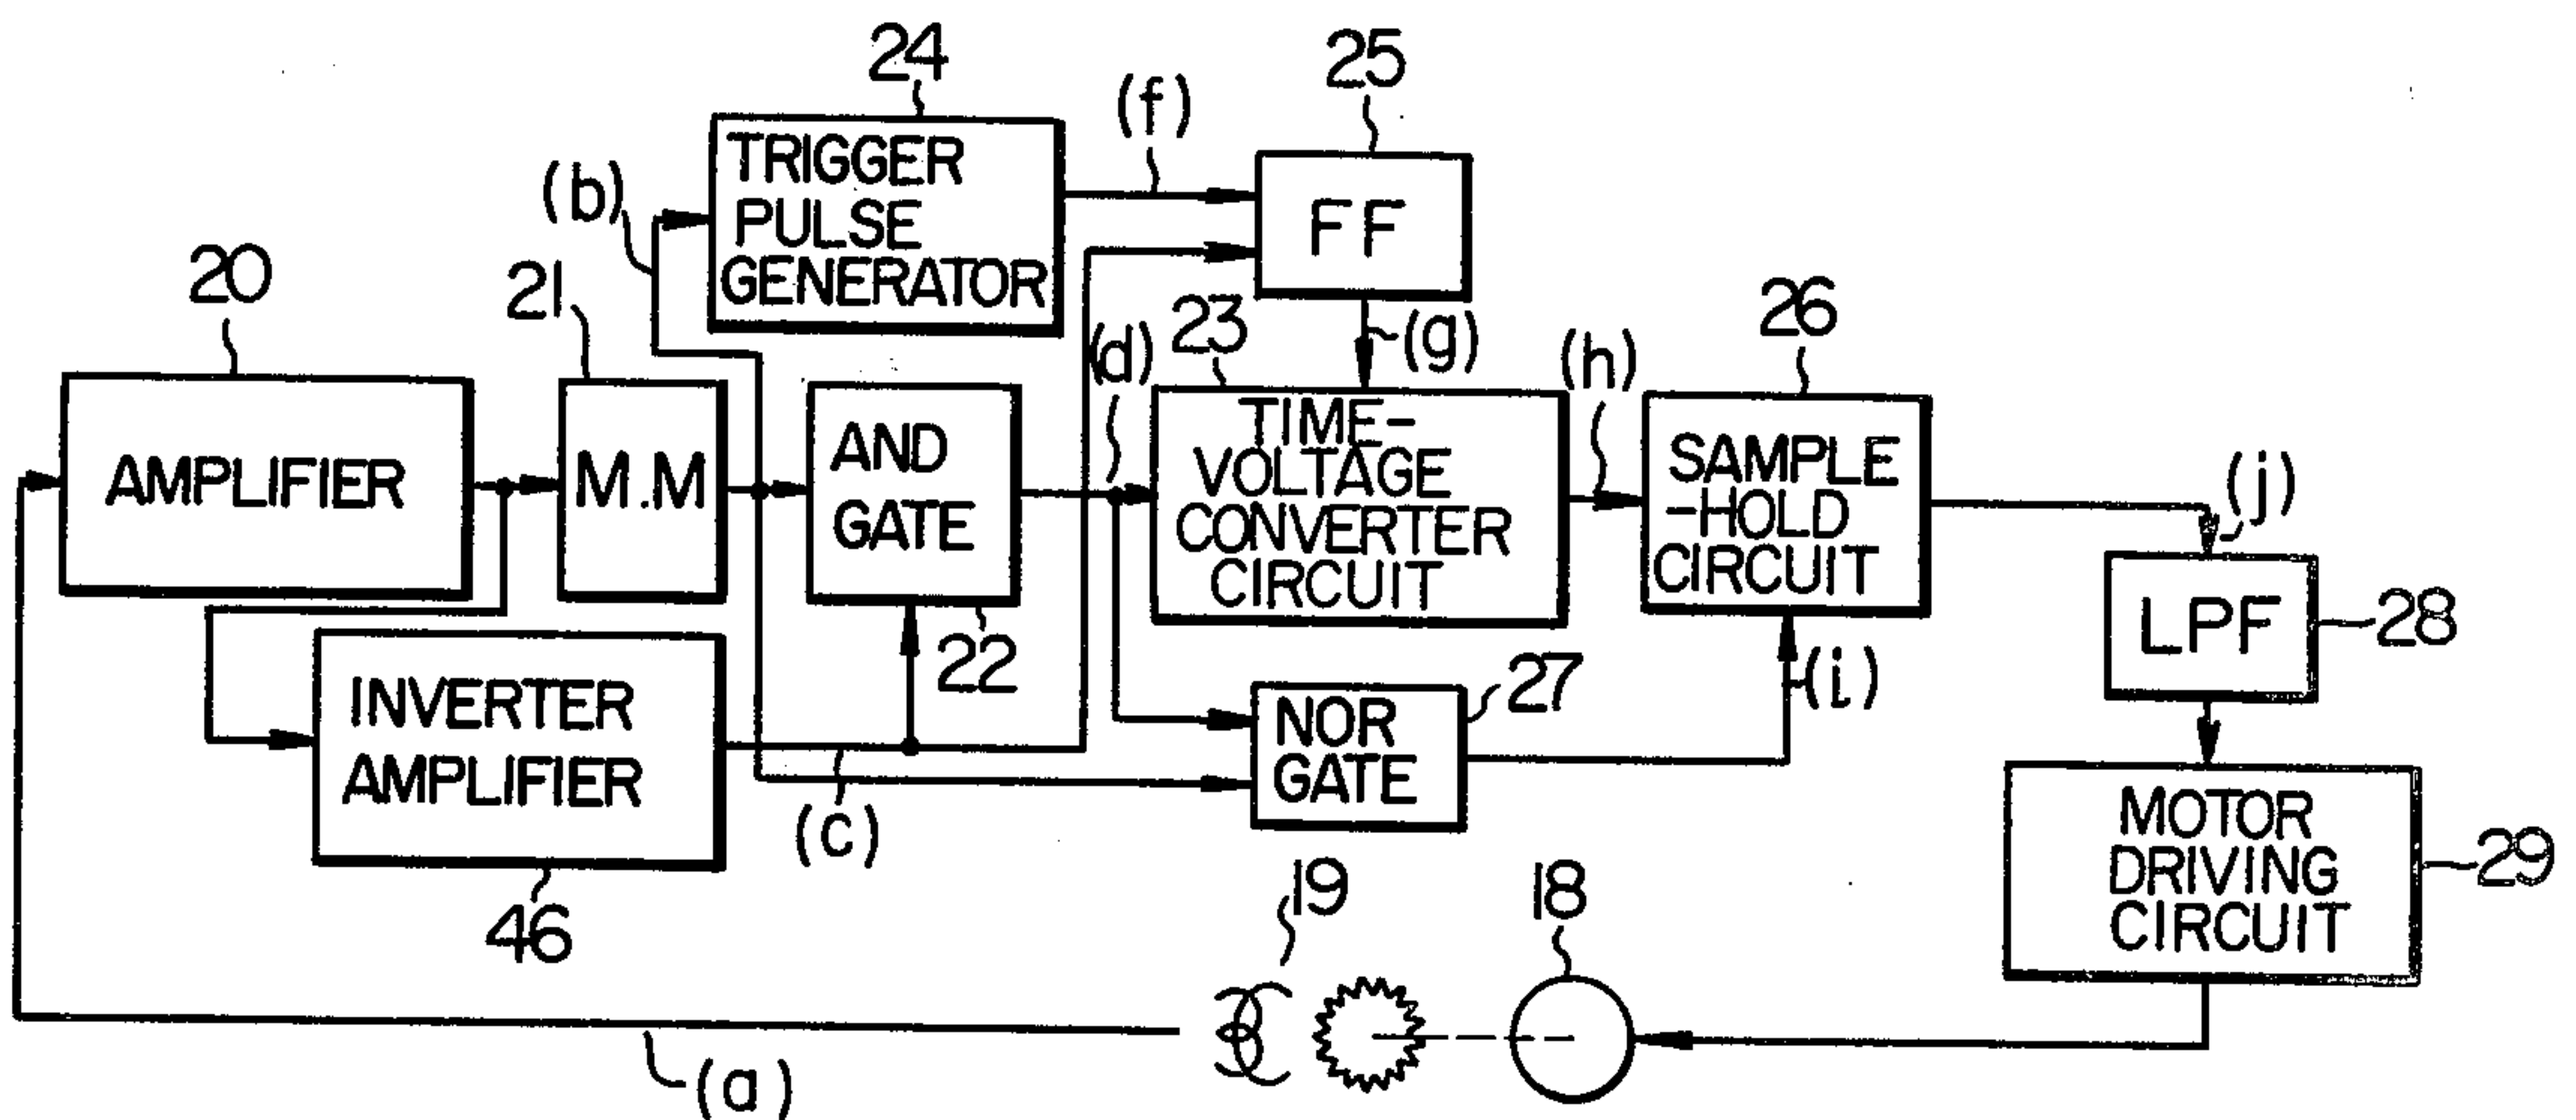 24
25
(f)
(b)
TRIGGER
PULSE
GENERATOR
FF
20
21
23
(d)
(g)
(h)
26
AMPLIFIER
M.M
AND
GATE
TIME-
VOLTAGE
CONVERTER
CIRCUIT
SAMPLE
-HOLD
CIRCUIT
(j)
LPF
28
22
INVERTER
AMPLIFIER
NOR
GATE
27
(i)
(c)
MOTOR
DRIVING
CIRCUIT
29
46
19
18
(a)